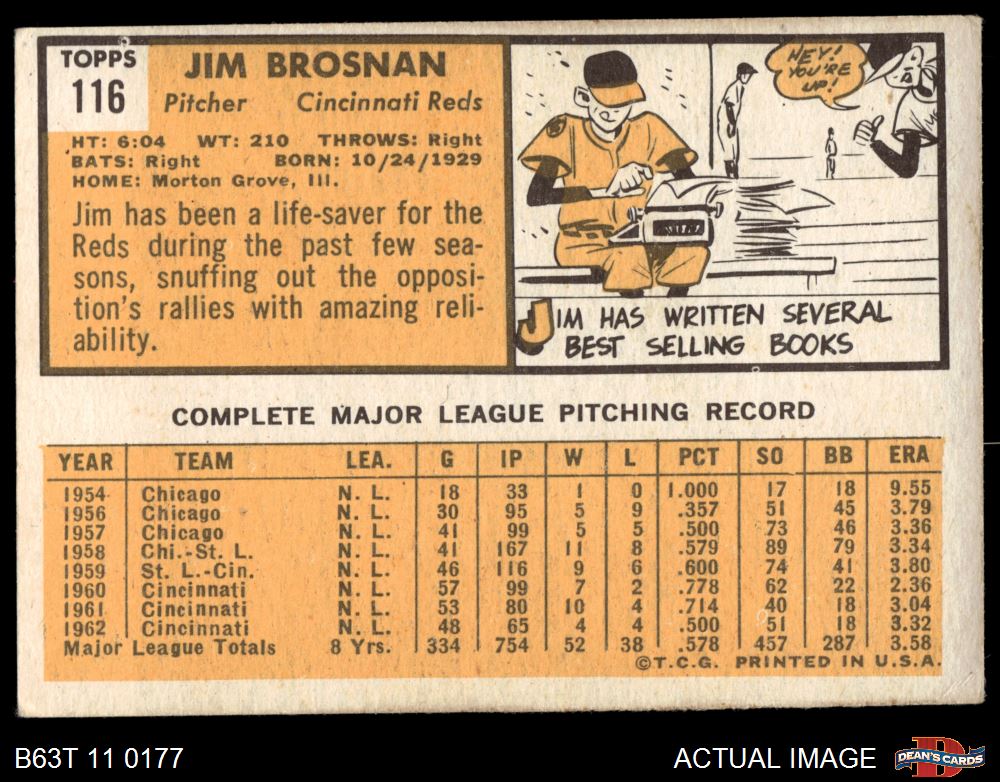 TOPPS
116
JIM BROSNAN
Pitcher Cincinnati Reds
HT: 6:04 WT: 210 THROWS: Right
BATS: Right BORN: 10/24/1929
HOME: Morton Grove, Ill.
Jim has been a life-saver for the
Reds during the past few sea-
sons, snuffing out the opposi-
tion's rallies with amazing reli-
ability.
HEY!
YOU'RE
UP!
JIM HAS WRITTEN SEVERAL
BEST SELLING BOOKS
COMPLETE MAJOR LEAGUE PITCHING RECORD
YEAR TEAM LEA. G IP W L PCT SO BB ERA
1954 Chicago N. L. 18 33 1 0 1.000 17 18 9.55
1956 Chicago N. L. 30 95 5 9 .357 51 45 3.79
1957 Chicago N. L. 41 99 5 5 .500 73 46 3.36
1958 Chi.-St. L. N. L. 41 167 11 8 .579 89 79 3.34
1959 St. L.-Cin. N. L. 46 116 9 6 .600 74 41 3.80
1960 Cincinnati N. L. 57 99 7 2 .778 62 22 2.36
1961 Cincinnati N. L. 53 80 10 4 .714 40 18 3.04
1962 Cincinnati N. L. 48 65 4 4 .500 51 18 3.32
Major League Totals 8 Yrs. 334 754 52 38 .578 457 287 3.58
©T.C.G. PRINTED IN U.S.A.
B63T 11 0177
ACTUAL IMAGE
D
DEAN'S CARDS